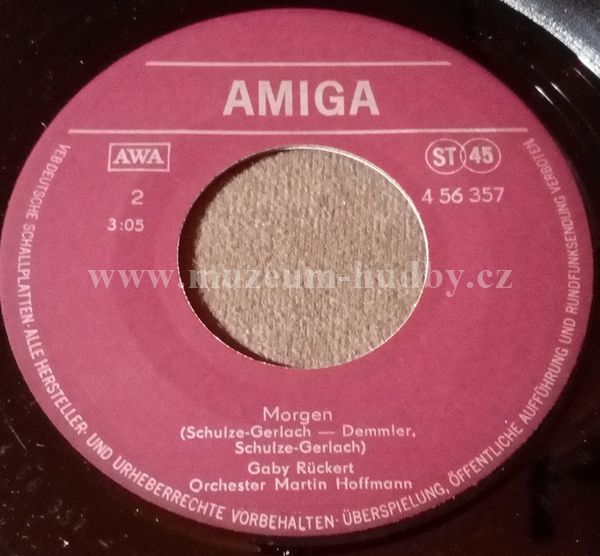 AMIGA
AWA
ST 45
2
4 56 357
3:05
www.muzeum-hudby.cz
Morgen
(Schulze-Gerlach — Demmler,
Schulze-Gerlach)
Gaby Rückert
Orchester Martin Hoffmann
VEB DEUTSCHE SCHALLPLATTEN · ALLE HERSTELLER- UND URHEBERRECHTE VORBEHALTEN · ÜBERSPIELUNG, ÖFFENTLICHE AUFFÜHRUNG UND RUNDFUNKSENDUNG VERBOTEN